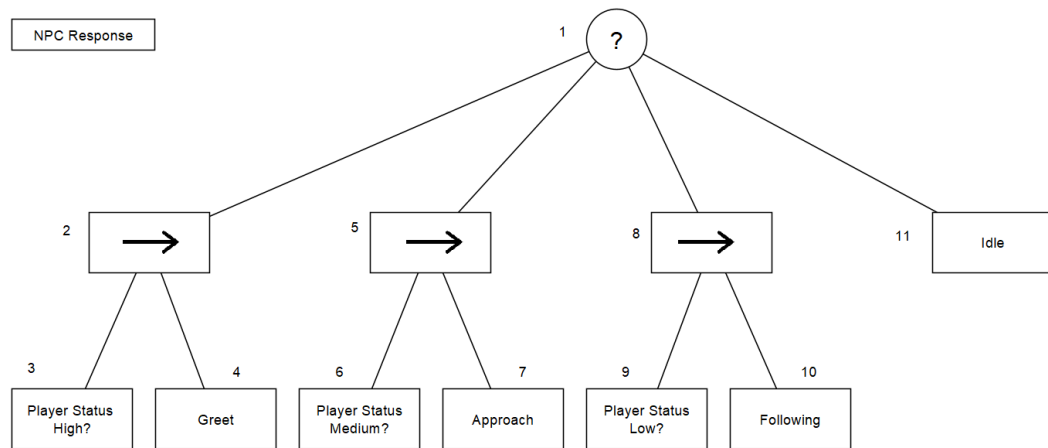 NPC Response
1
?
2
5
8
11
Idle
3
4
6
7
9
10
Player Status
High?
Greet
Player Status
Medium?
Approach
Player Status
Low?
Following